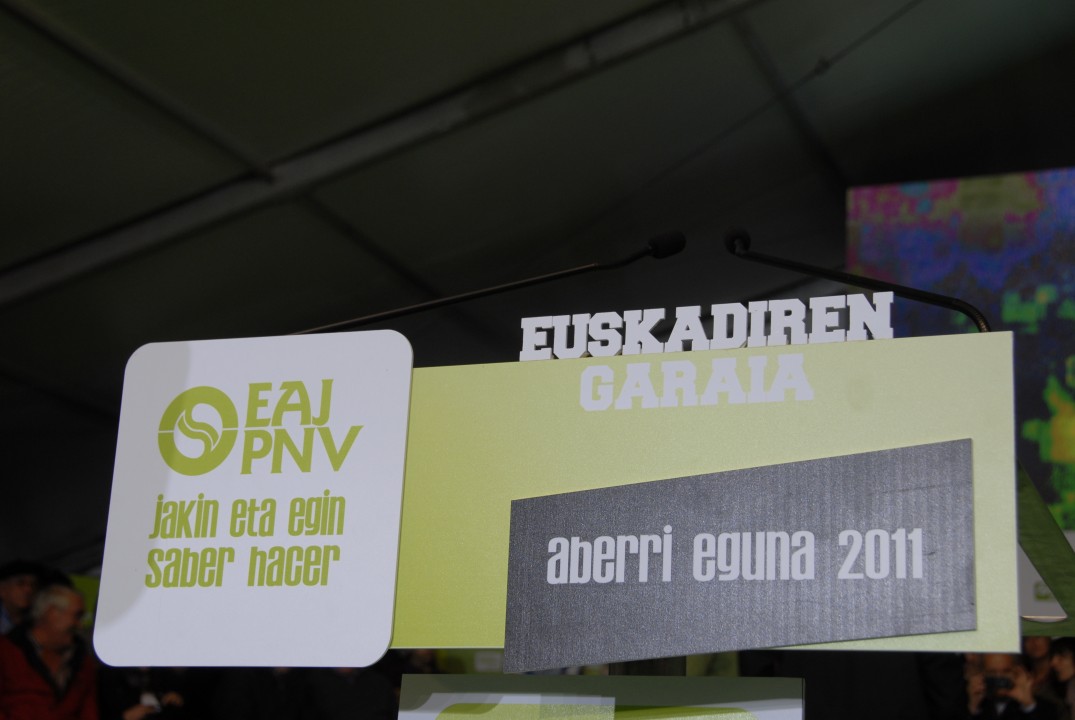 EAJ
PNV
jakin eta egin
saber hacer
EUSKADIREN
GARAIA
aberri eguna 2011